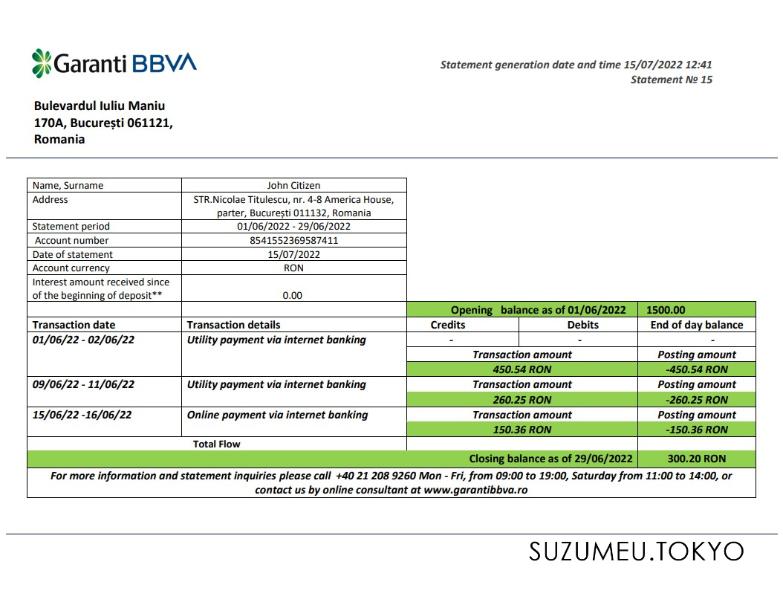 Garanti BBVA
Statement generation date and time 15/07/2022 12:41
Statement № 15
Bulevardul Iuliu Maniu
170A, București 061121,
Romania
Name, Surname John Citizen
Address STR.Nicolae Titulescu, nr. 4-8 America House,
parter, București 011132, Romania
Statement period 01/06/2022 - 29/06/2022
Account number 8541552369587411
Date of statement 15/07/2022
Account currency RON
Interest amount received since
of the beginning of deposit** 0.00
Opening balance as of 01/06/2022 1500.00
Transaction date Transaction details Credits Debits End of day balance
01/06/22 - 02/06/22 Utility payment via internet banking - - -
Transaction amount Posting amount
450.54 RON -450.54 RON
09/06/22 - 11/06/22 Utility payment via internet banking Transaction amount Posting amount
260.25 RON -260.25 RON
15/06/22 -16/06/22 Online payment via internet banking Transaction amount Posting amount
150.36 RON -150.36 RON
Total Flow
Closing balance as of 29/06/2022 300.20 RON
For more information and statement inquiries please call +40 21 208 9260 Mon - Fri, from 09:00 to 19:00, Saturday from 11:00 to 14:00, or
contact us by online consultant at www.garantibbva.ro
SUZUMEU.TOKYO